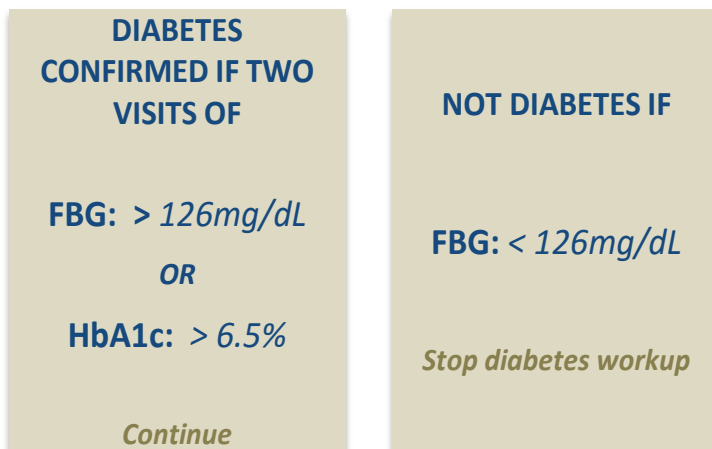 DIABETES
CONFIRMED IF TWO
VISITS OF
FBG: > 126mg/dL
OR
HbA1c: > 6.5%
Continue
NOT DIABETES IF
FBG: < 126mg/dL
Stop diabetes workup